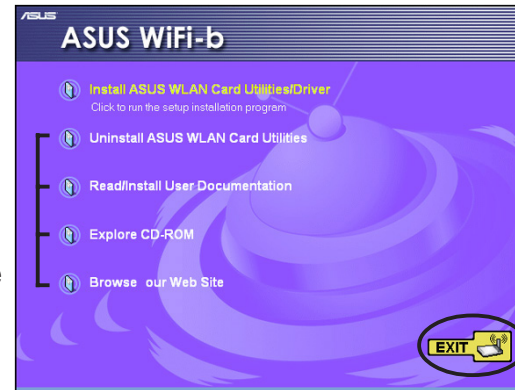 ASUS
ASUS WiFi-b
Install ASUS WLAN Card Utilities/Driver
Click to run the setup installation program
Uninstall ASUS WLAN Card Utilities
Read/Install User Documentation
Explore CD-ROM
e
Browse our Web Site
EXIT